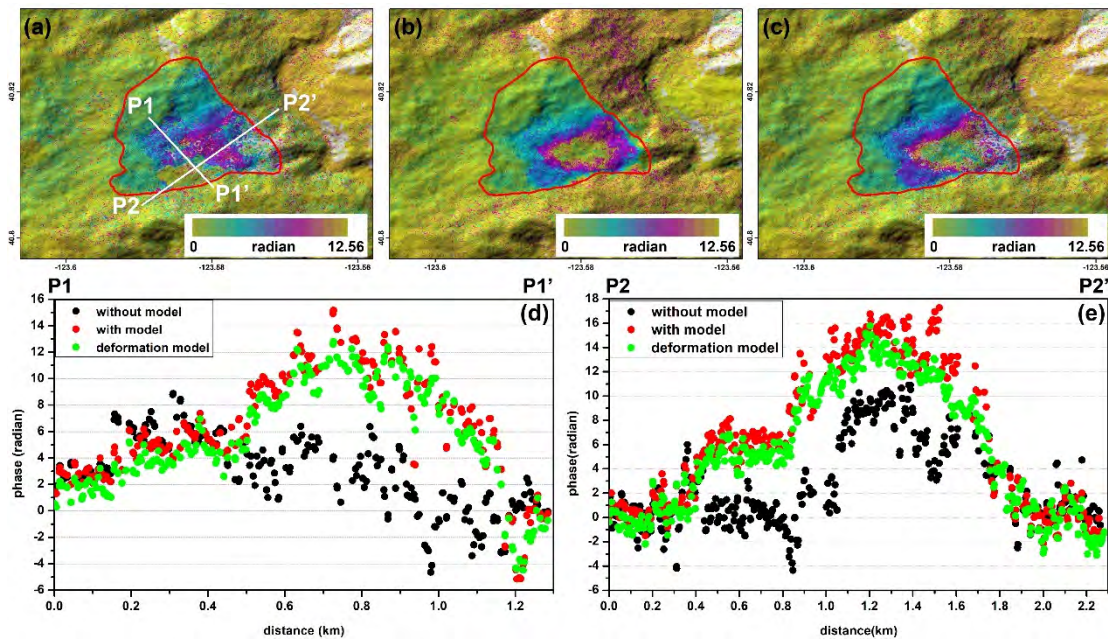 (a)
P1
P2'
P2
P1'
0 radian 12.56
(b)
0 radian 12.56
(c)
0 radian 12.56
40.82
40.8
-123.6
-123.58
-123.56
-123.6
-123.58
-123.56
-123.6
-123.58
-123.56
P1
P1'
(d)
without model
with model
deformation model
16
14
12
10
8
6
4
2
0
-2
-4
-6
phase (radian)
0.0 0.2 0.4 0.6 0.8 1.0 1.2
distance (km)
P2
P2'
(e)
without model
with model
deformation model
18
16
14
12
10
8
6
4
2
0
-2
-4
-6
phase(radian)
0.0 0.2 0.4 0.6 0.8 1.0 1.2 1.4 1.6 1.8 2.0 2.2
distance(km)